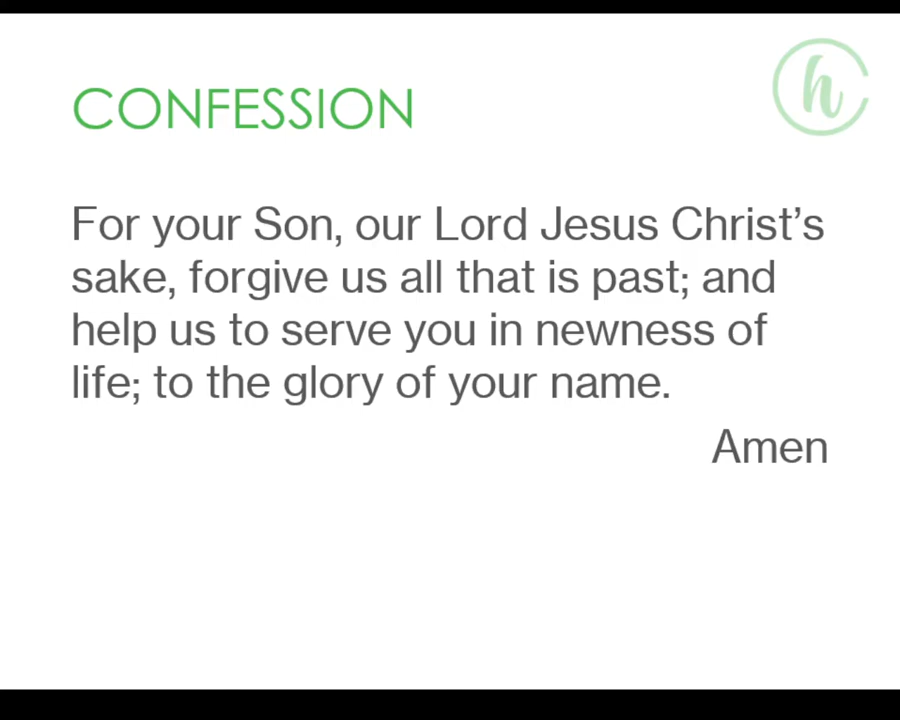 CONFESSION
h
For your Son, our Lord Jesus Christ’s
sake, forgive us all that is past; and
help us to serve you in newness of
life; to the glory of your name.
Amen